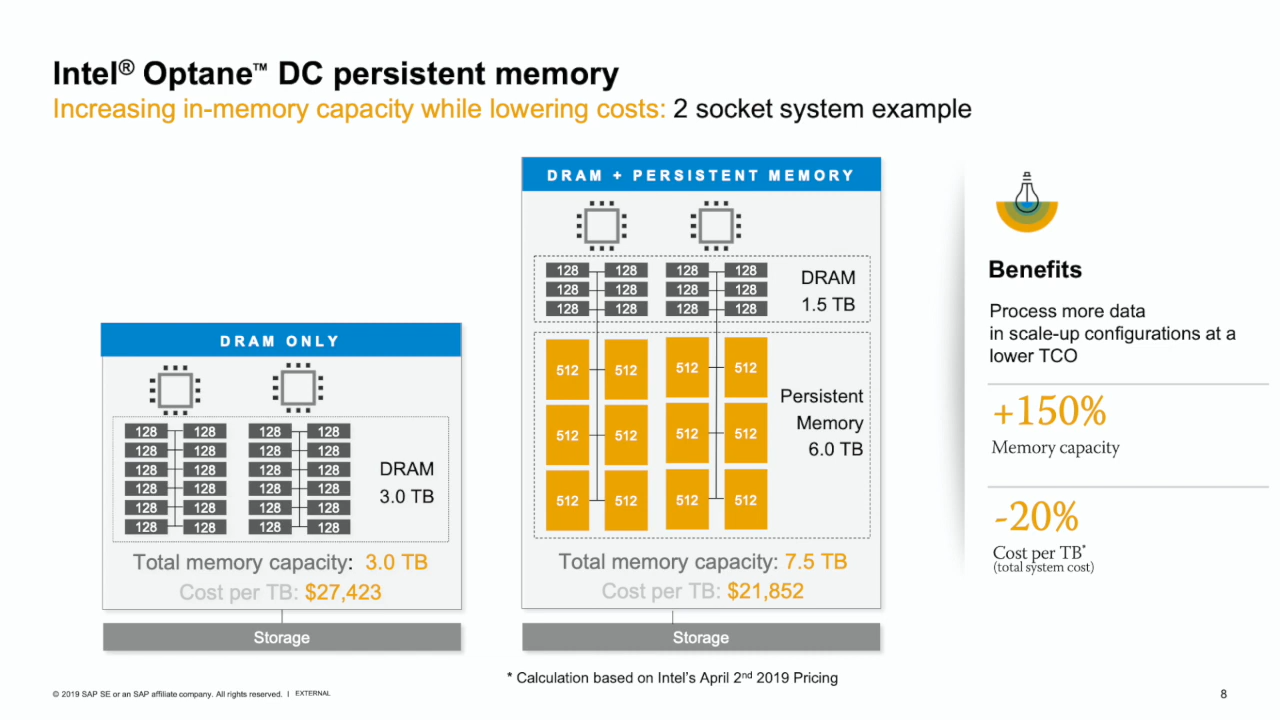 Intel® Optane™ DC persistent memory
Increasing in-memory capacity while lowering costs: 2 socket system example
DRAM ONLY
128 128 128 128
128 128 128 128
128 128 128 128
128 128 128 128
128 128 128 128
128 128 128 128
DRAM
3.0 TB
Total memory capacity: 3.0 TB
Cost per TB: $27,423
Storage
DRAM + PERSISTENT MEMORY
128 128 128 128
128 128 128 128
128 128 128 128
DRAM
1.5 TB
512 512 512 512
512 512 512 512
512 512 512 512
Persistent
Memory
6.0 TB
Total memory capacity: 7.5 TB
Cost per TB: $21,852
Storage
* Calculation based on Intel's April 2nd 2019 Pricing
Benefits
Process more data
in scale-up configurations at a
lower TCO
+150%
Memory capacity
-20%
Cost per TB*
(total system cost)
© 2019 SAP SE or an SAP affiliate company. All rights reserved. | EXTERNAL
8